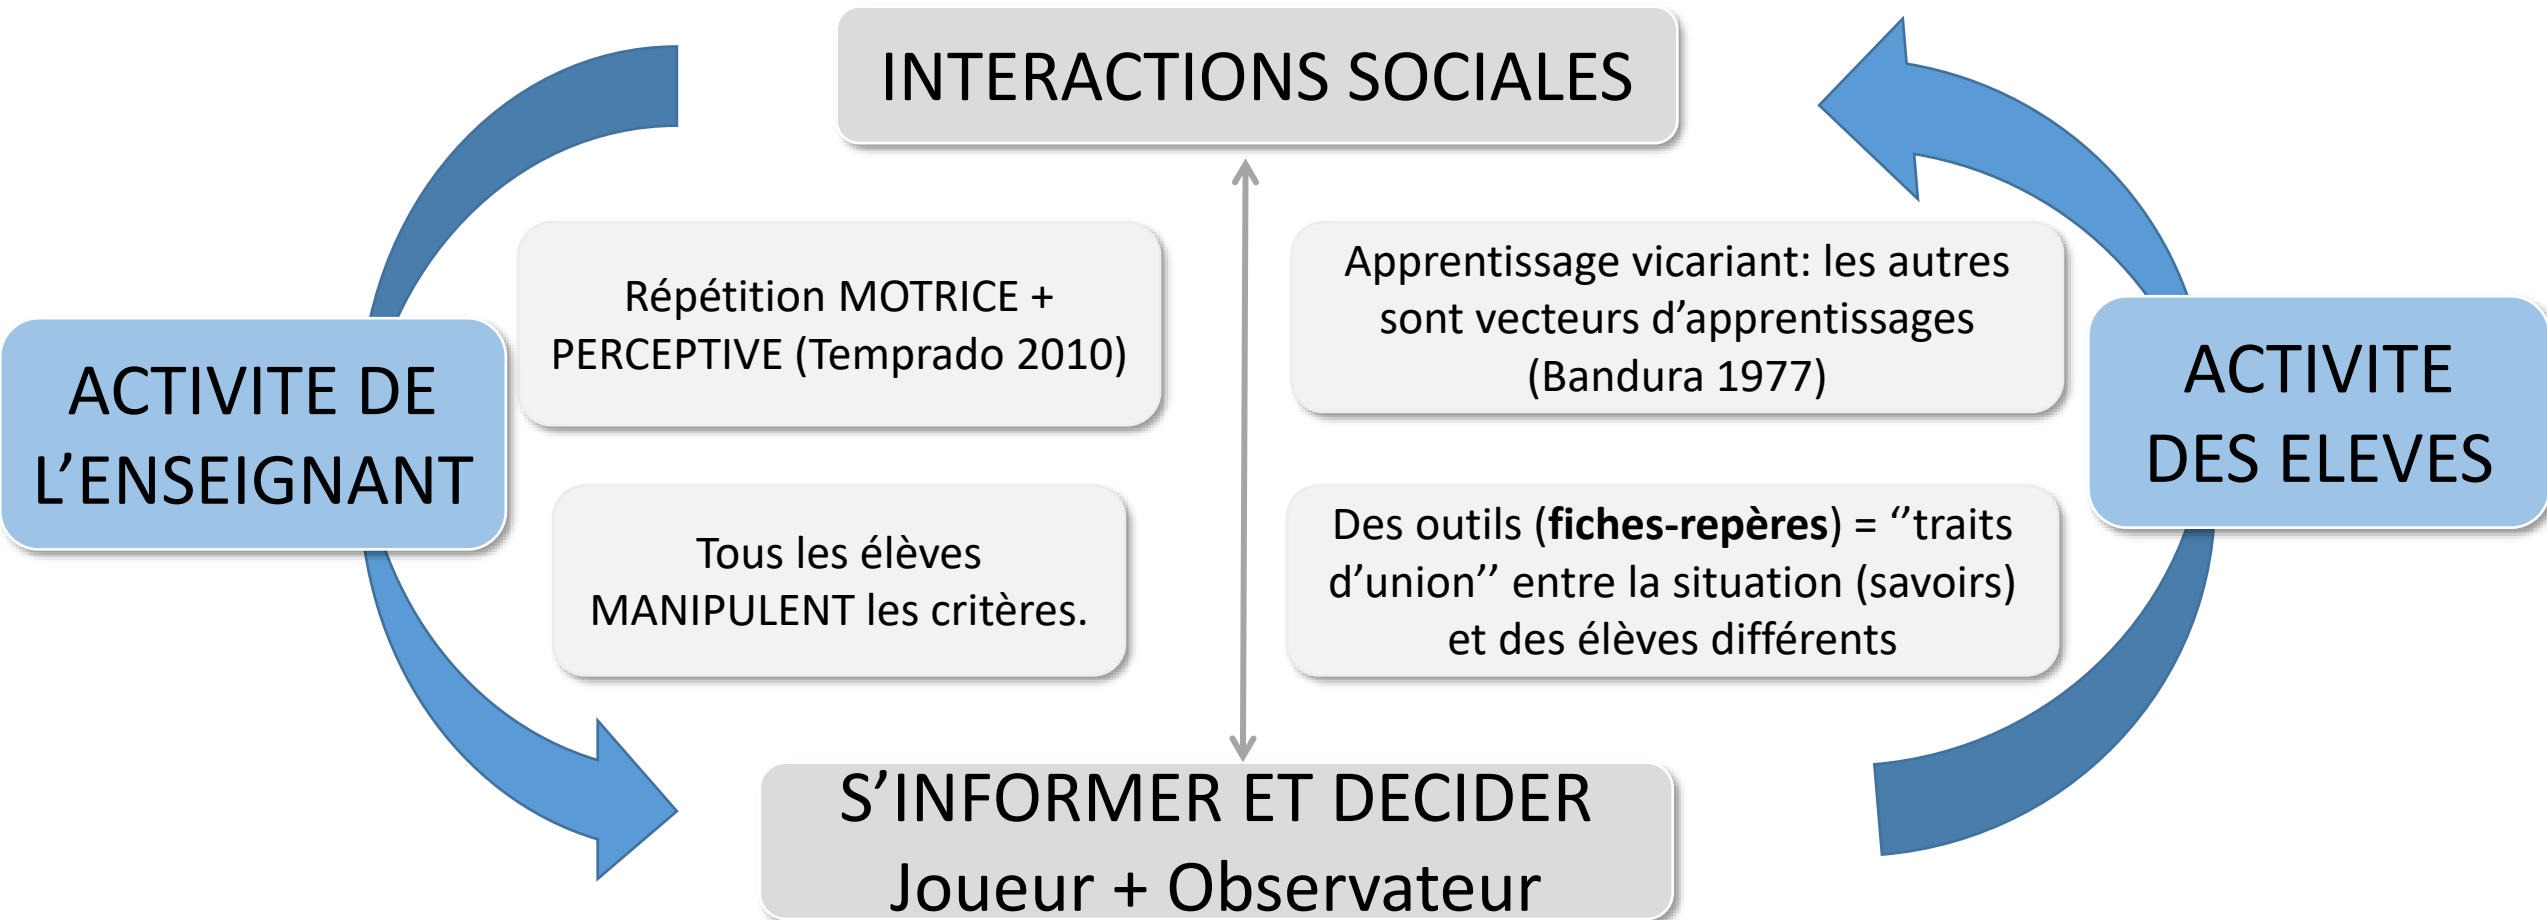 INTERACTIONS SOCIALES
Répétition MOTRICE +
PERCEPTIVE (Temprado 2010)
Apprentissage vicariant: les autres
sont vecteurs d’apprentissages
(Bandura 1977)
ACTIVITE DE
L’ENSEIGNANT
ACTIVITE
DES ELEVES
Tous les élèves
MANIPULENT les critères.
Des outils (fiches-repères) = ‘’traits
d’union’’ entre la situation (savoirs)
et des élèves différents
S’INFORMER ET DECIDER
Joueur + Observateur